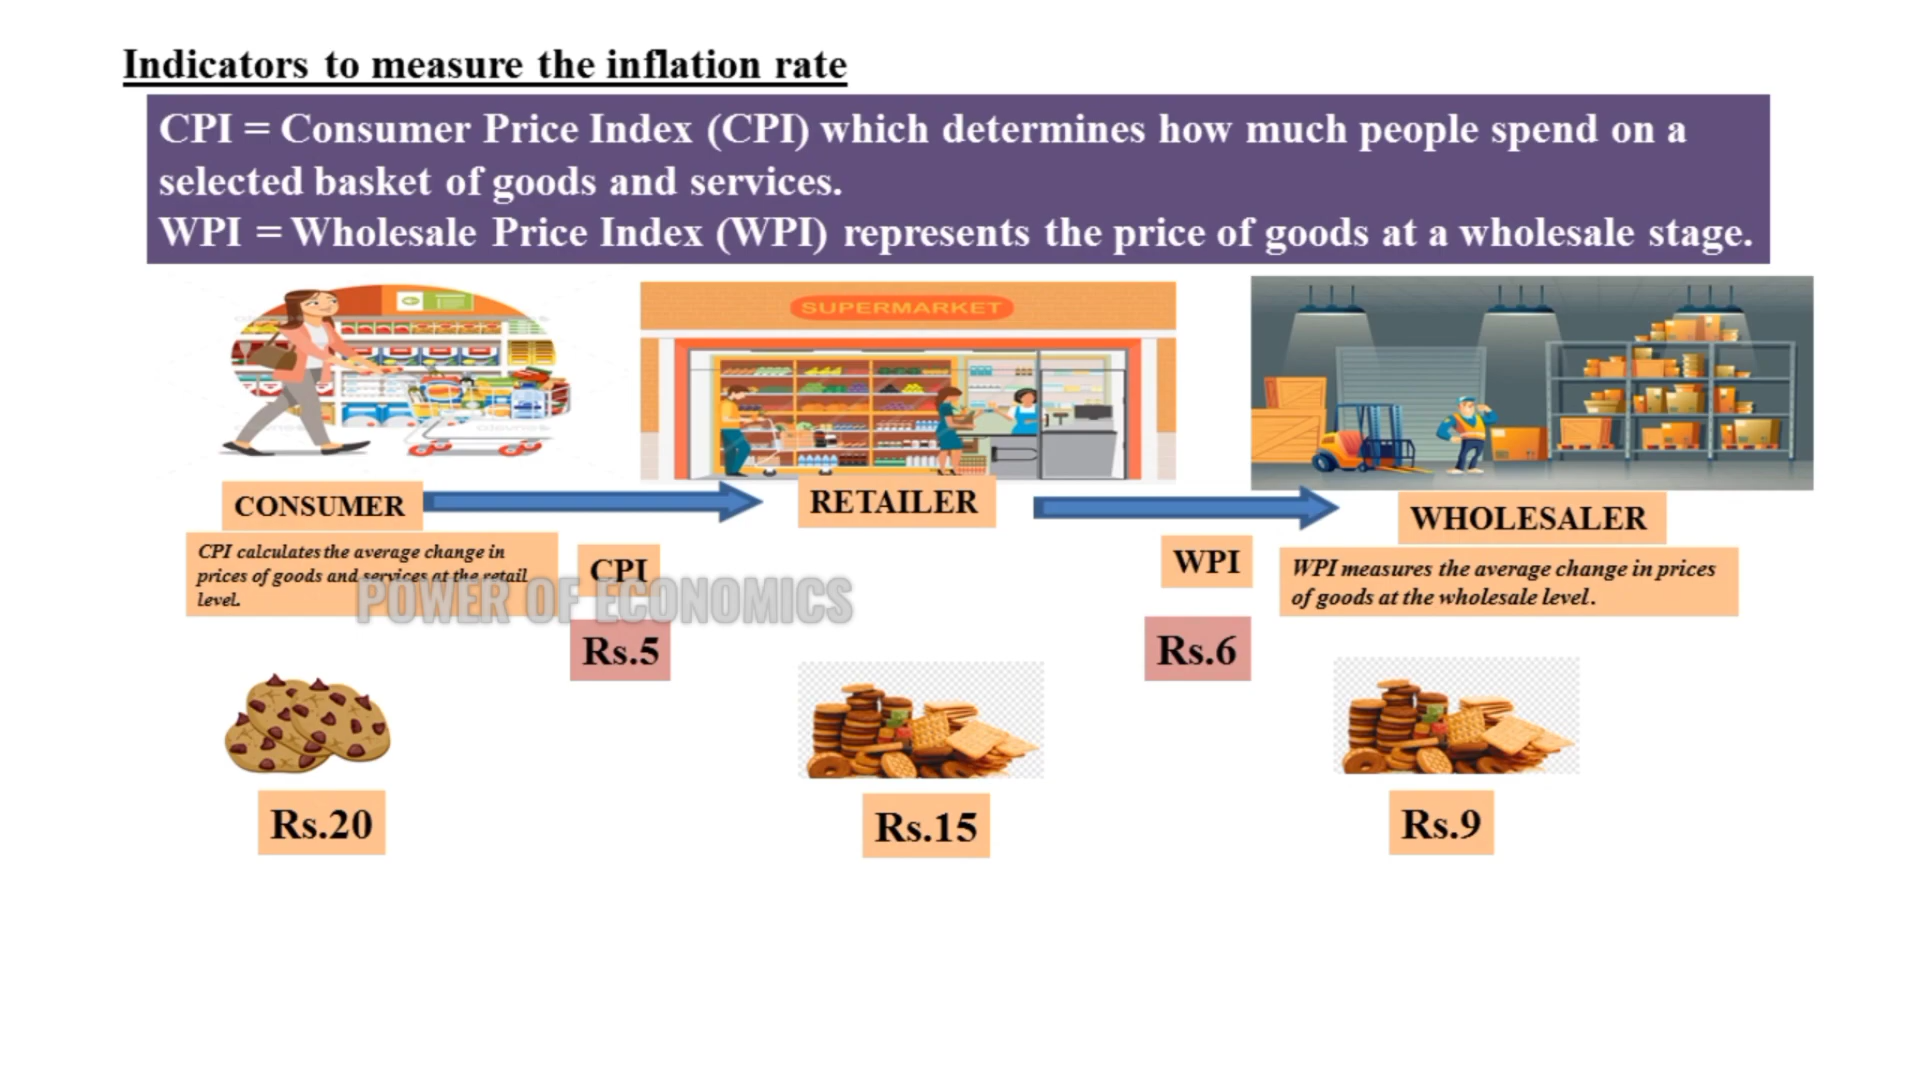 Indicators to measure the inflation rate
CPI = Consumer Price Index (CPI) which determines how much people spend on a
selected basket of goods and services.
WPI = Wholesale Price Index (WPI) represents the price of goods at a wholesale stage.
SUPERMARKET
CONSUMER
RETAILER
WHOLESALER
CPI calculates the average change in
prices of goods and services at the retail
level.
CPI
WPI
WPI measures the average change in prices
of goods at the wholesale level.
POWER OF ECONOMICS
Rs.5
Rs.6
Rs.20
Rs.15
Rs.9